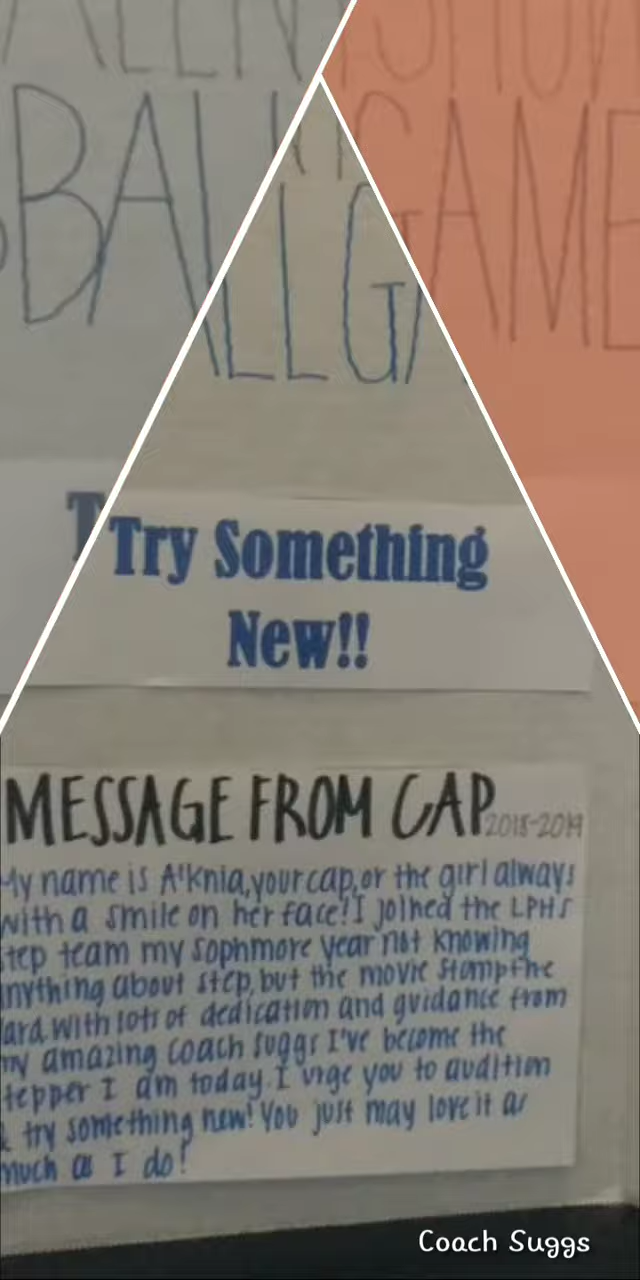 BALL GAME
Try Something
New!!
MESSAGE FROM CAP 2018-2019
My name is A'Knia, your cap, or the girl always
with a smile on her face! I joined the LPHS
step team my sophmore year not knowing
anything about step, but the movie stomp the
yard. with lots of dedication and guidance from
my amazing coach Suggs I've become the
stepper I am today. I urge you to audition
& try something new! You just may love it as
much as I do!
Coach Suggs